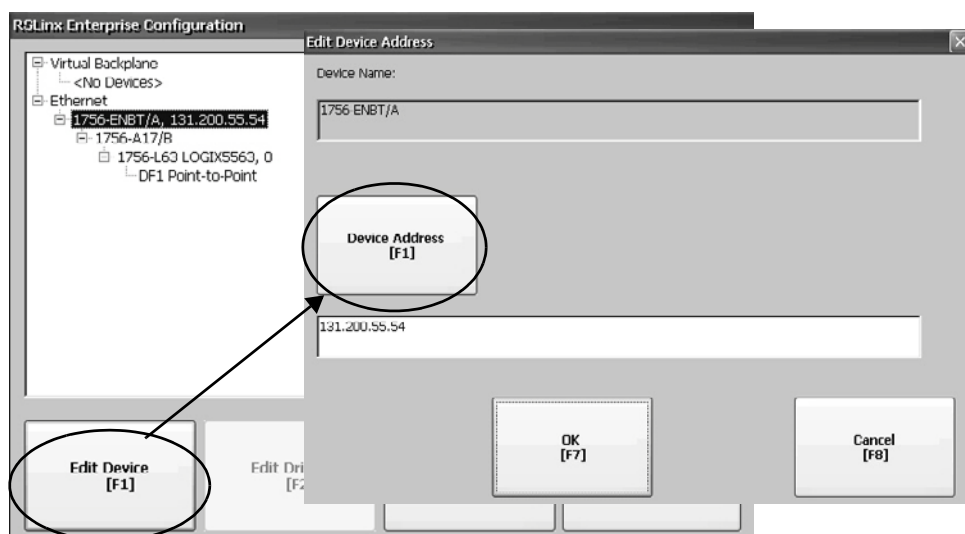 RSLinx Enterprise Configuration
Virtual Backplane
<No Devices>
Ethernet
1756-ENBT/A, 131.200.55.54
1756-A17/B
1756-L63 LOGIX5563, 0
DF1 Point-to-Point
Edit Device
[F1]
Edit Dri
[F2
Edit Device Address
Device Name:
1756-ENBT/A
Device Address
[F1]
131.200.55.54
OK
[F7]
Cancel
[F8]